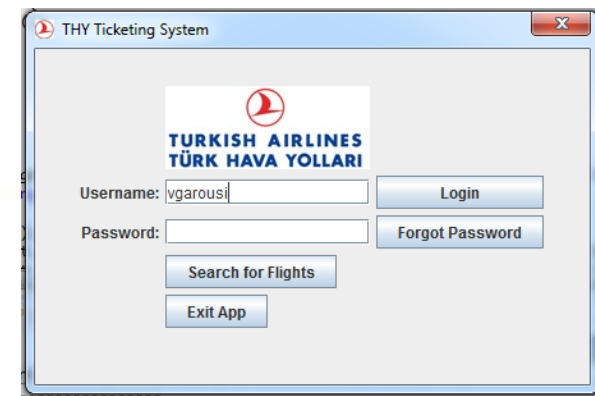 THY Ticketing System
TURKISH AIRLINES
TÜRK HAVA YOLLARI
Username: vgarousi Login
Password: Forgot Password
Search for Flights
Exit App